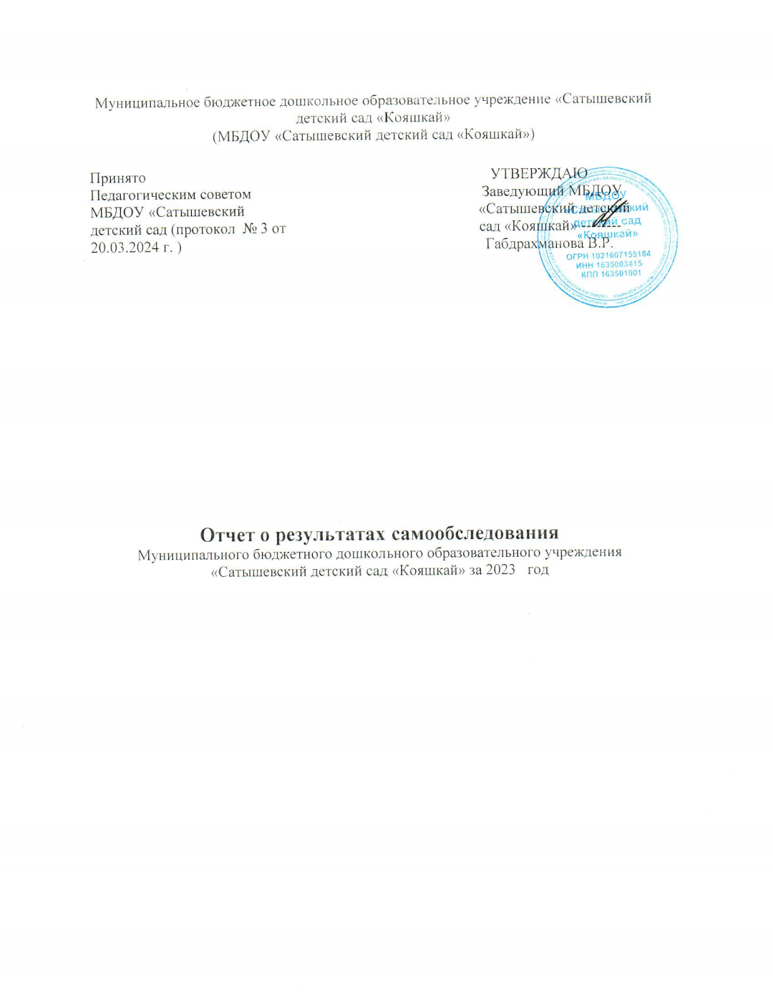 Муниципальное бюджетное дошкольное образовательное учреждение «Сатышевский
детский сад «Кояшкай»
(МБДОУ «Сатышевский детский сад «Кояшкай»)
Принято
Педагогическим советом
МБДОУ «Сатышевский
детский сад (протокол № 3 от
20.03.2024 г. )
УТВЕРЖДАЮ
Заведующий МБДОУ
«Сатышевский детский
сад «Кояшкай» --------
Габдрахманова В.Р.
МБДОУ
«Сатышевский
детский сад
«Кояшкай»
ОГРН 1021607155184
ИНН 1635003415
КПП 163501001
Отчет о результатах самообследования
Муниципального бюджетного дошкольного образовательного учреждения
«Сатышевский детский сад «Кояшкай» за 2023 год